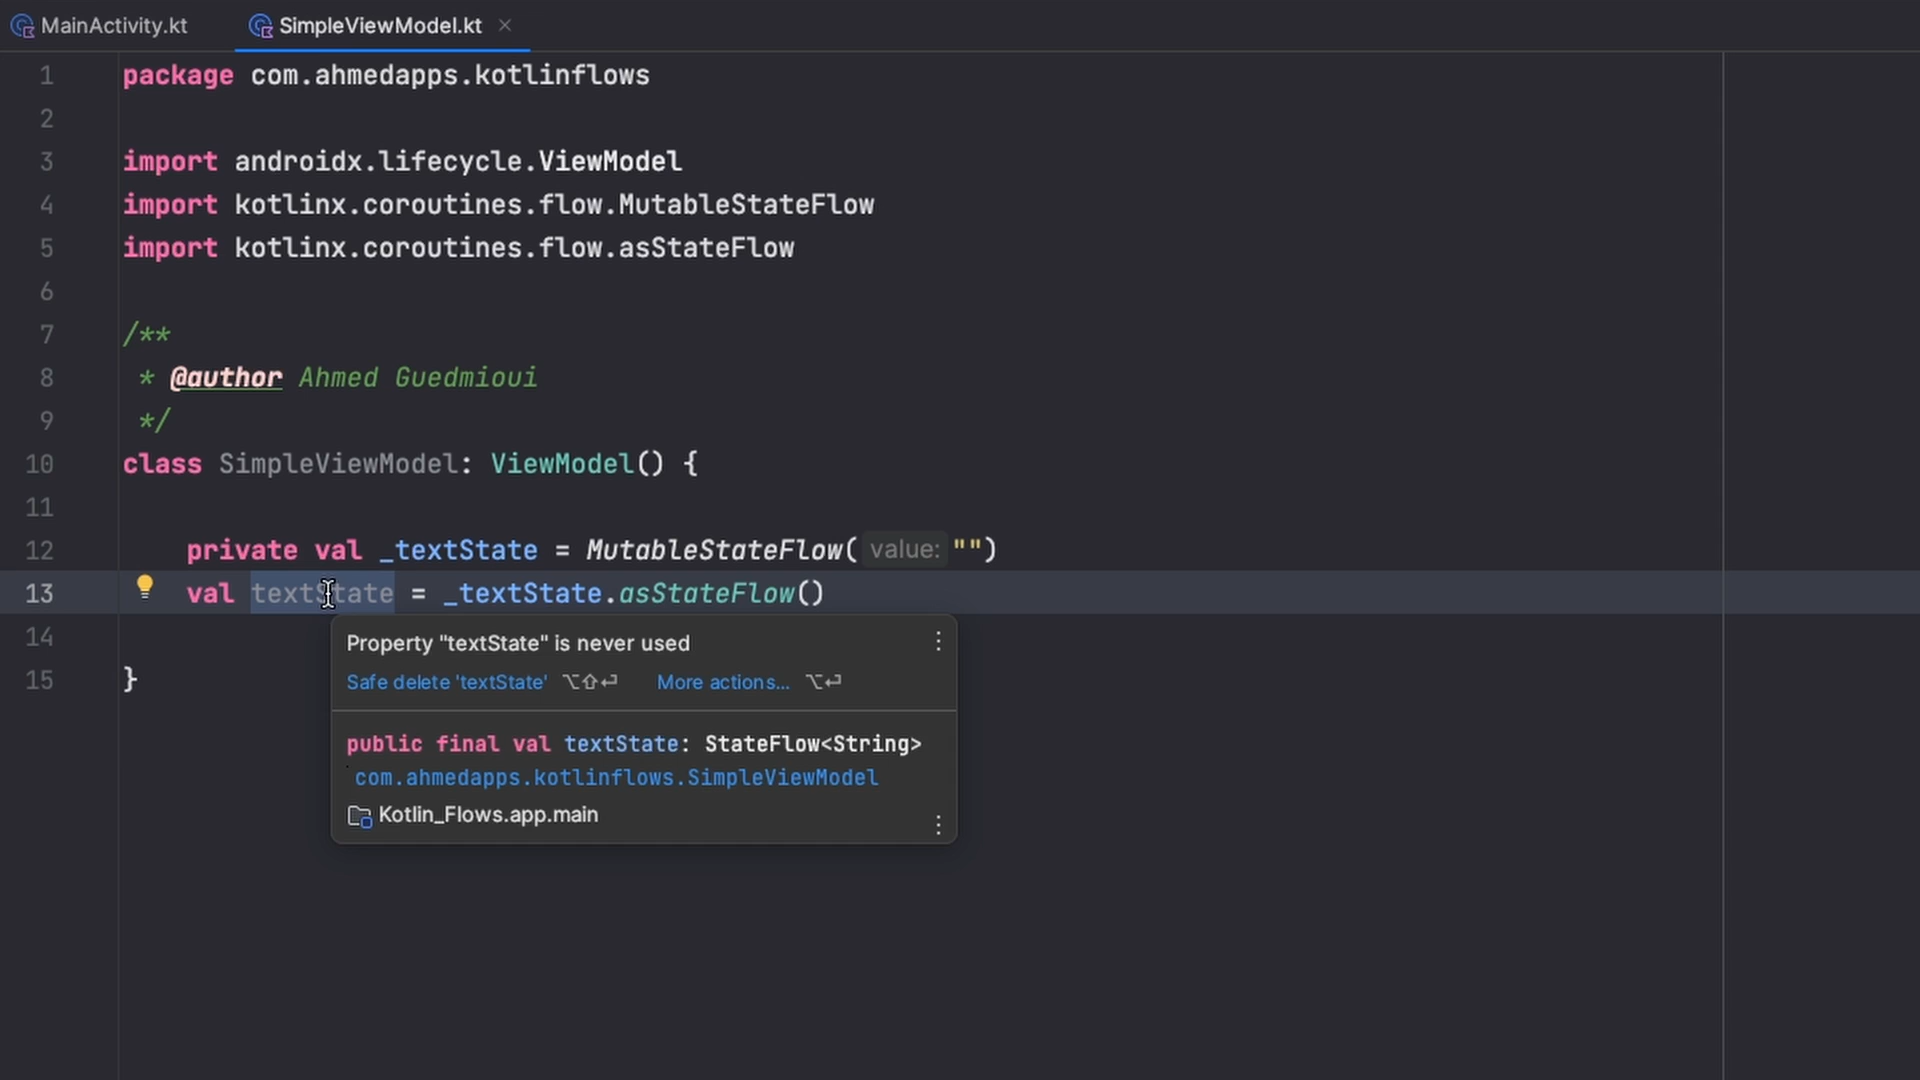 MainActivity.kt SimpleViewModel.kt
1 package com.ahmedapps.kotlinflows
2
3 import androidx.lifecycle.ViewModel
4 import kotlinx.coroutines.flow.MutableStateFlow
5 import kotlinx.coroutines.flow.asStateFlow
6
7 /**
8 * @author Ahmed Guedmioui
9 */
10 class SimpleViewModel: ViewModel() {
11
12 private val _textState = MutableStateFlow( value: "")
13 val textState = _textState.asStateFlow()
14
Property "textState" is never used
Safe delete 'textState' ⌥⇧⏎ More actions... ⌥⏎
15 }
public final val textState: StateFlow<String>
com.ahmedapps.kotlinflows.SimpleViewModel
Kotlin_Flows.app.main